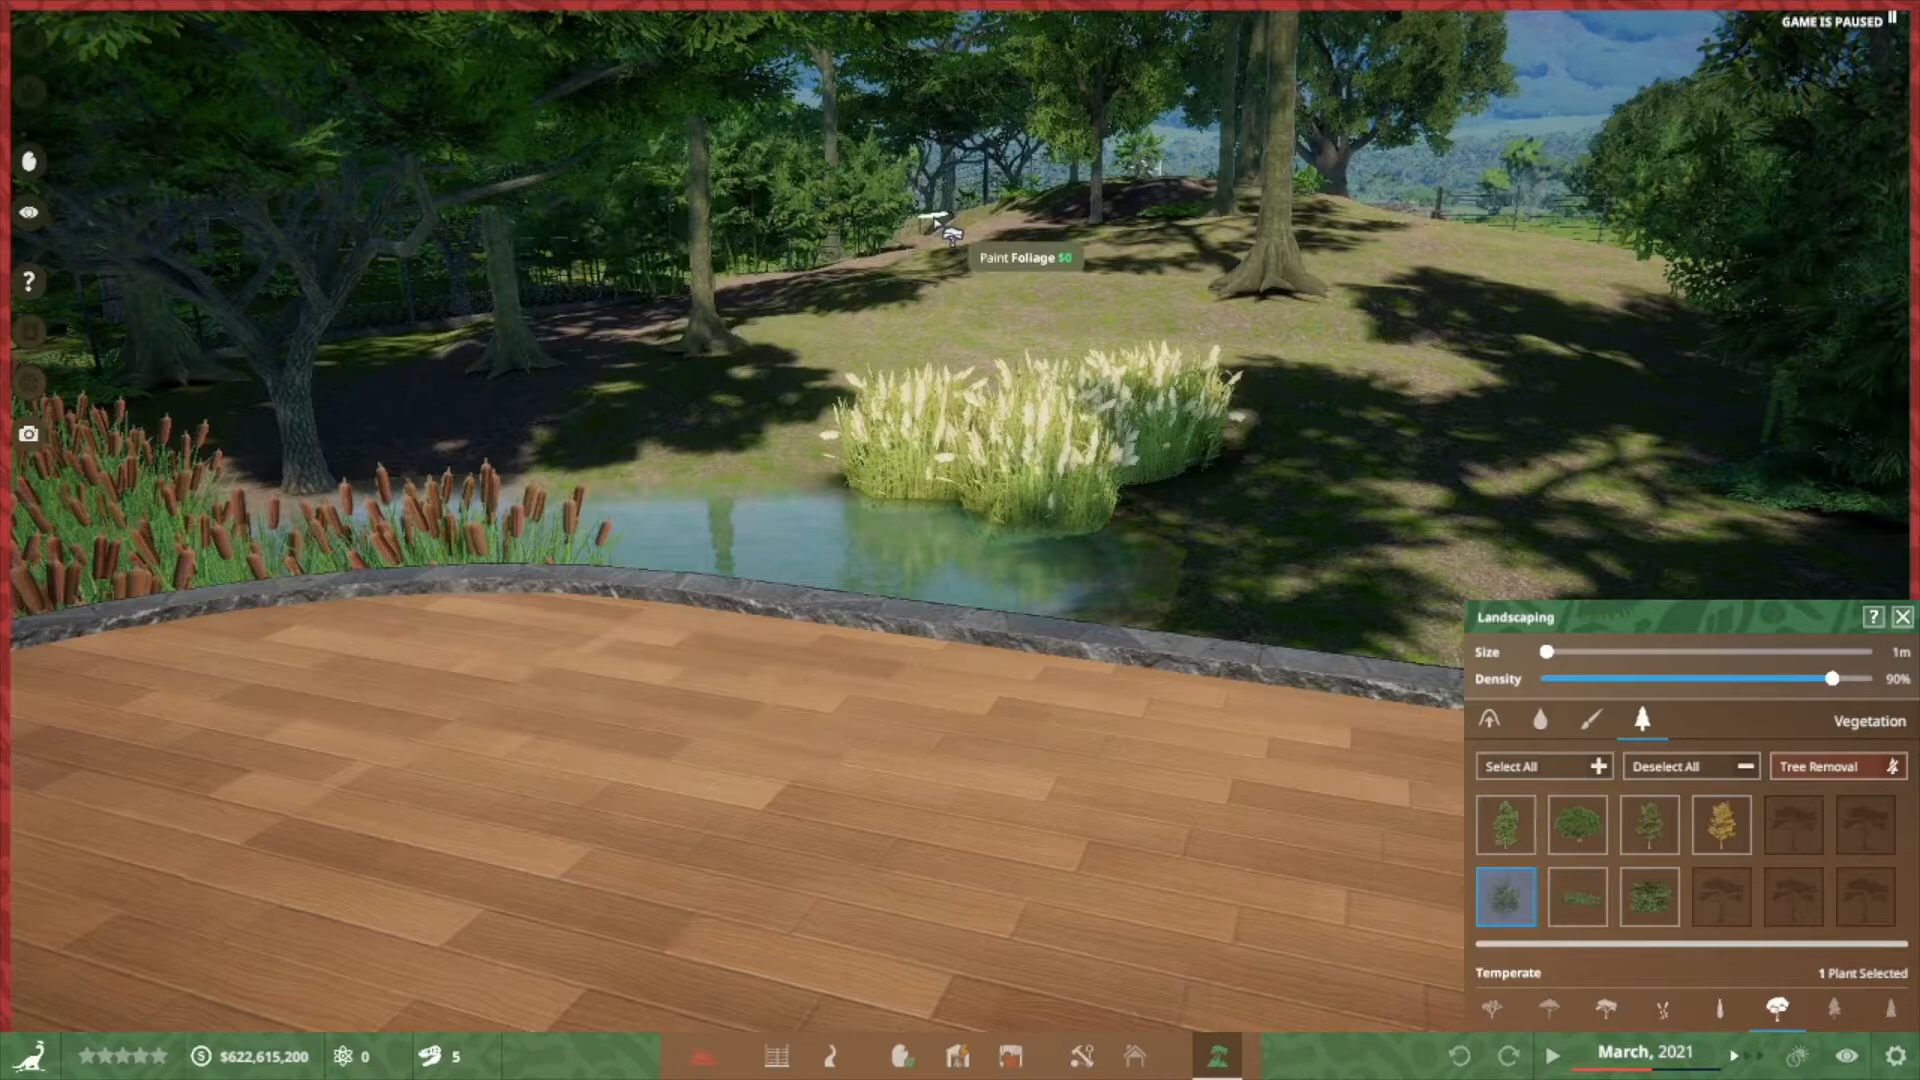 GAME IS PAUSED
?
Paint Foliage $0
Landscaping ?
Size 1m
Density 90%
Vegetation
Select All Deselect All Tree Removal
Temperate 1 Plant Selected
$622,615,200 0 5 March, 2021